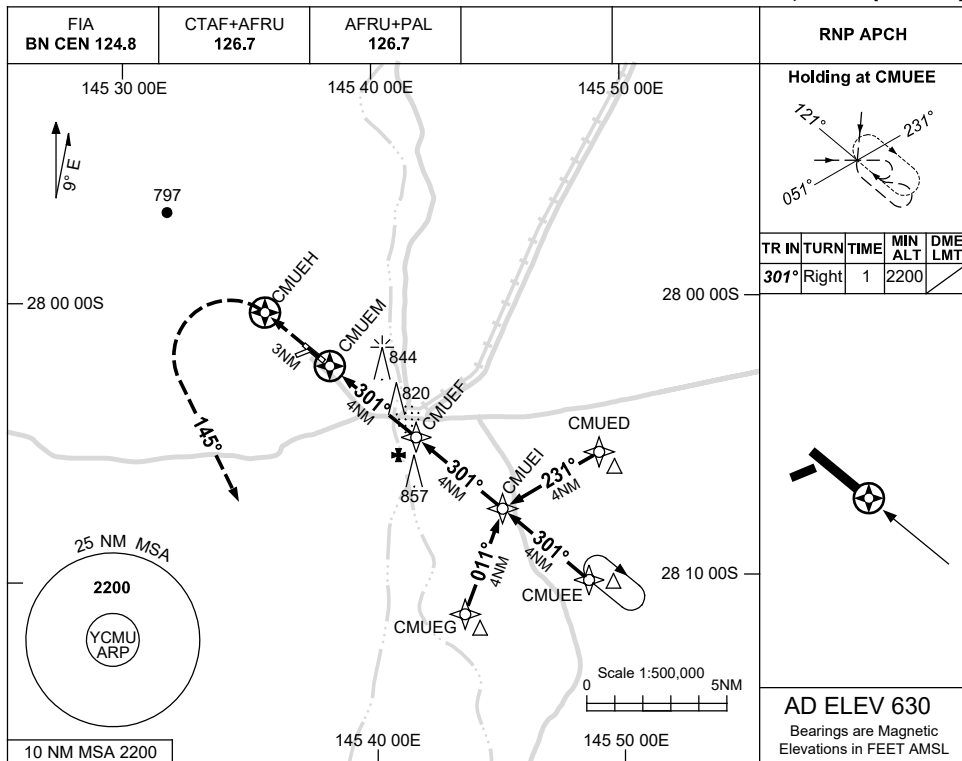 FIA
BN CEN 124.8
CTAF+AFRU
126.7
AFRU+PAL
126.7
RNP APCH
145 30 00E
145 40 00E
145 50 00E
Holding at CMUEE
121°
231°
051°
9° E
797
TR IN
TURN
TIME
MIN ALT
DME LMT
301°
Right
1
2200
28 00 00S
28 00 00S
CMUEH
CMUEM
3NM
844
820
CMUEF
301°
4NM
CMUED
CMUEI
145°
857
301°
4NM
231°
4NM
25 NM MSA
2200
YCMU
ARP
011°
4NM
301°
4NM
28 10 00S
CMUEE
CMUEG
Scale 1:500,000
0
5NM
AD ELEV 630
Bearings are Magnetic
Elevations in FEET AMSL
10 NM MSA 2200
145 40 00E
145 50 00E